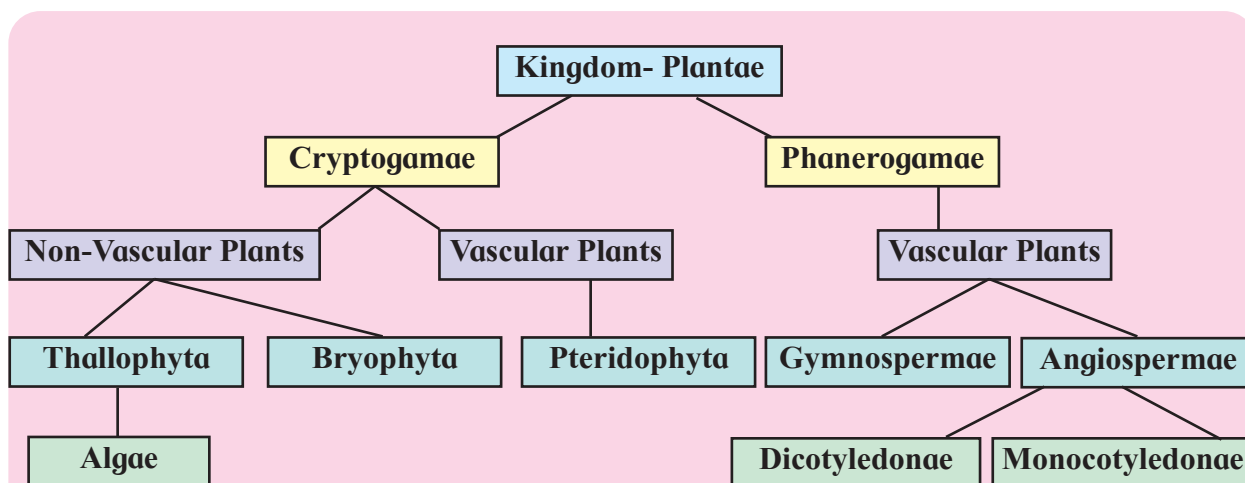 Kingdom- Plantae
Cryptogamae
Phanerogamae
Non-Vascular Plants
Vascular Plants
Vascular Plants
Thallophyta
Bryophyta
Pteridophyta
Gymnospermae
Angiospermae
Algae
Dicotyledonae
Monocotyledonae